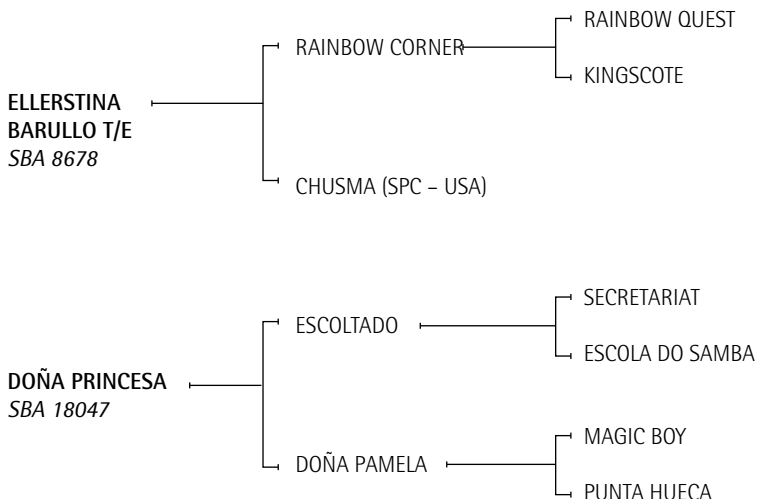 RAINBOW QUEST
RAINBOW CORNER
KINGSCOTE
ELLERSTINA
BARULLO T/E
SBA 8678
CHUSMA (SPC – USA)
SECRETARIAT
ESCOLTADO
ESCOLA DO SAMBA
DOÑA PRINCESA
SBA 18047
MAGIC BOY
DOÑA PAMELA
PUNTA HUECA